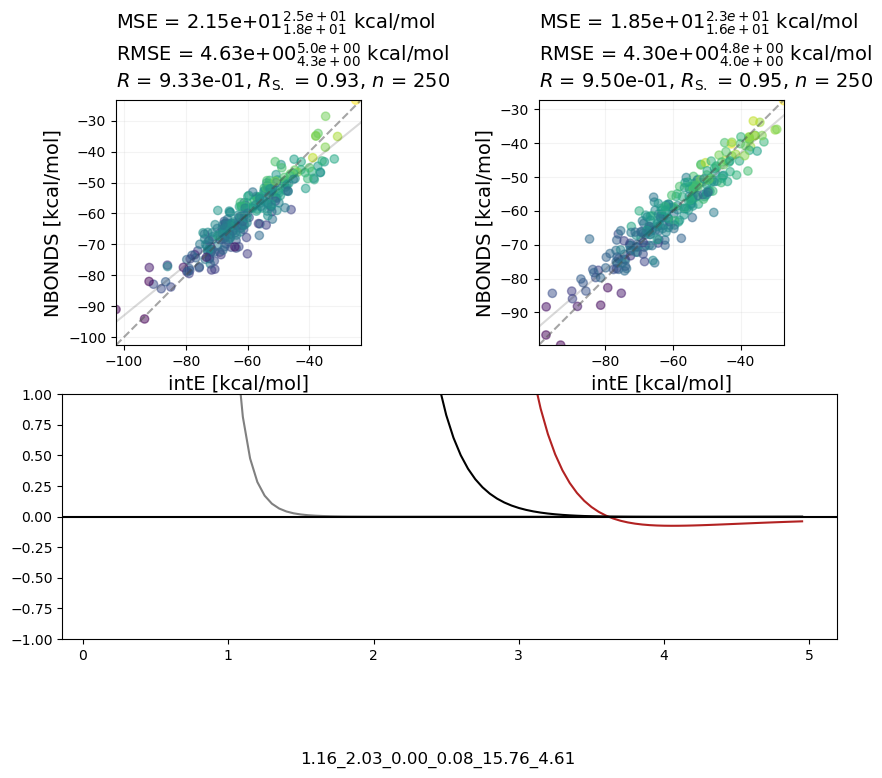 MSE = 2.15e+01 2.5e+01 1.8e+01 kcal/mol
RMSE = 4.63e+00 5.0e+00 4.3e+00 kcal/mol
R = 9.33e-01, R S. = 0.93, n = 250
−30
−40
−50
−60
−70
−80
−90
−100
NBONDS [kcal/mol]
−100 −80 −60 −40
intE [kcal/mol]
MSE = 1.85e+01 2.3e+01 1.6e+01 kcal/mol
RMSE = 4.30e+00 4.8e+00 4.0e+00 kcal/mol
R = 9.50e-01, R S. = 0.95, n = 250
−30
−40
−50
−60
−70
−80
−90
NBONDS [kcal/mol]
−80 −60 −40
intE [kcal/mol]
1.00
0.75
0.50
0.25
0.00
−0.25
−0.50
−0.75
−1.00
0 1 2 3 4 5
1.16_2.03_0.00_0.08_15.76_4.61